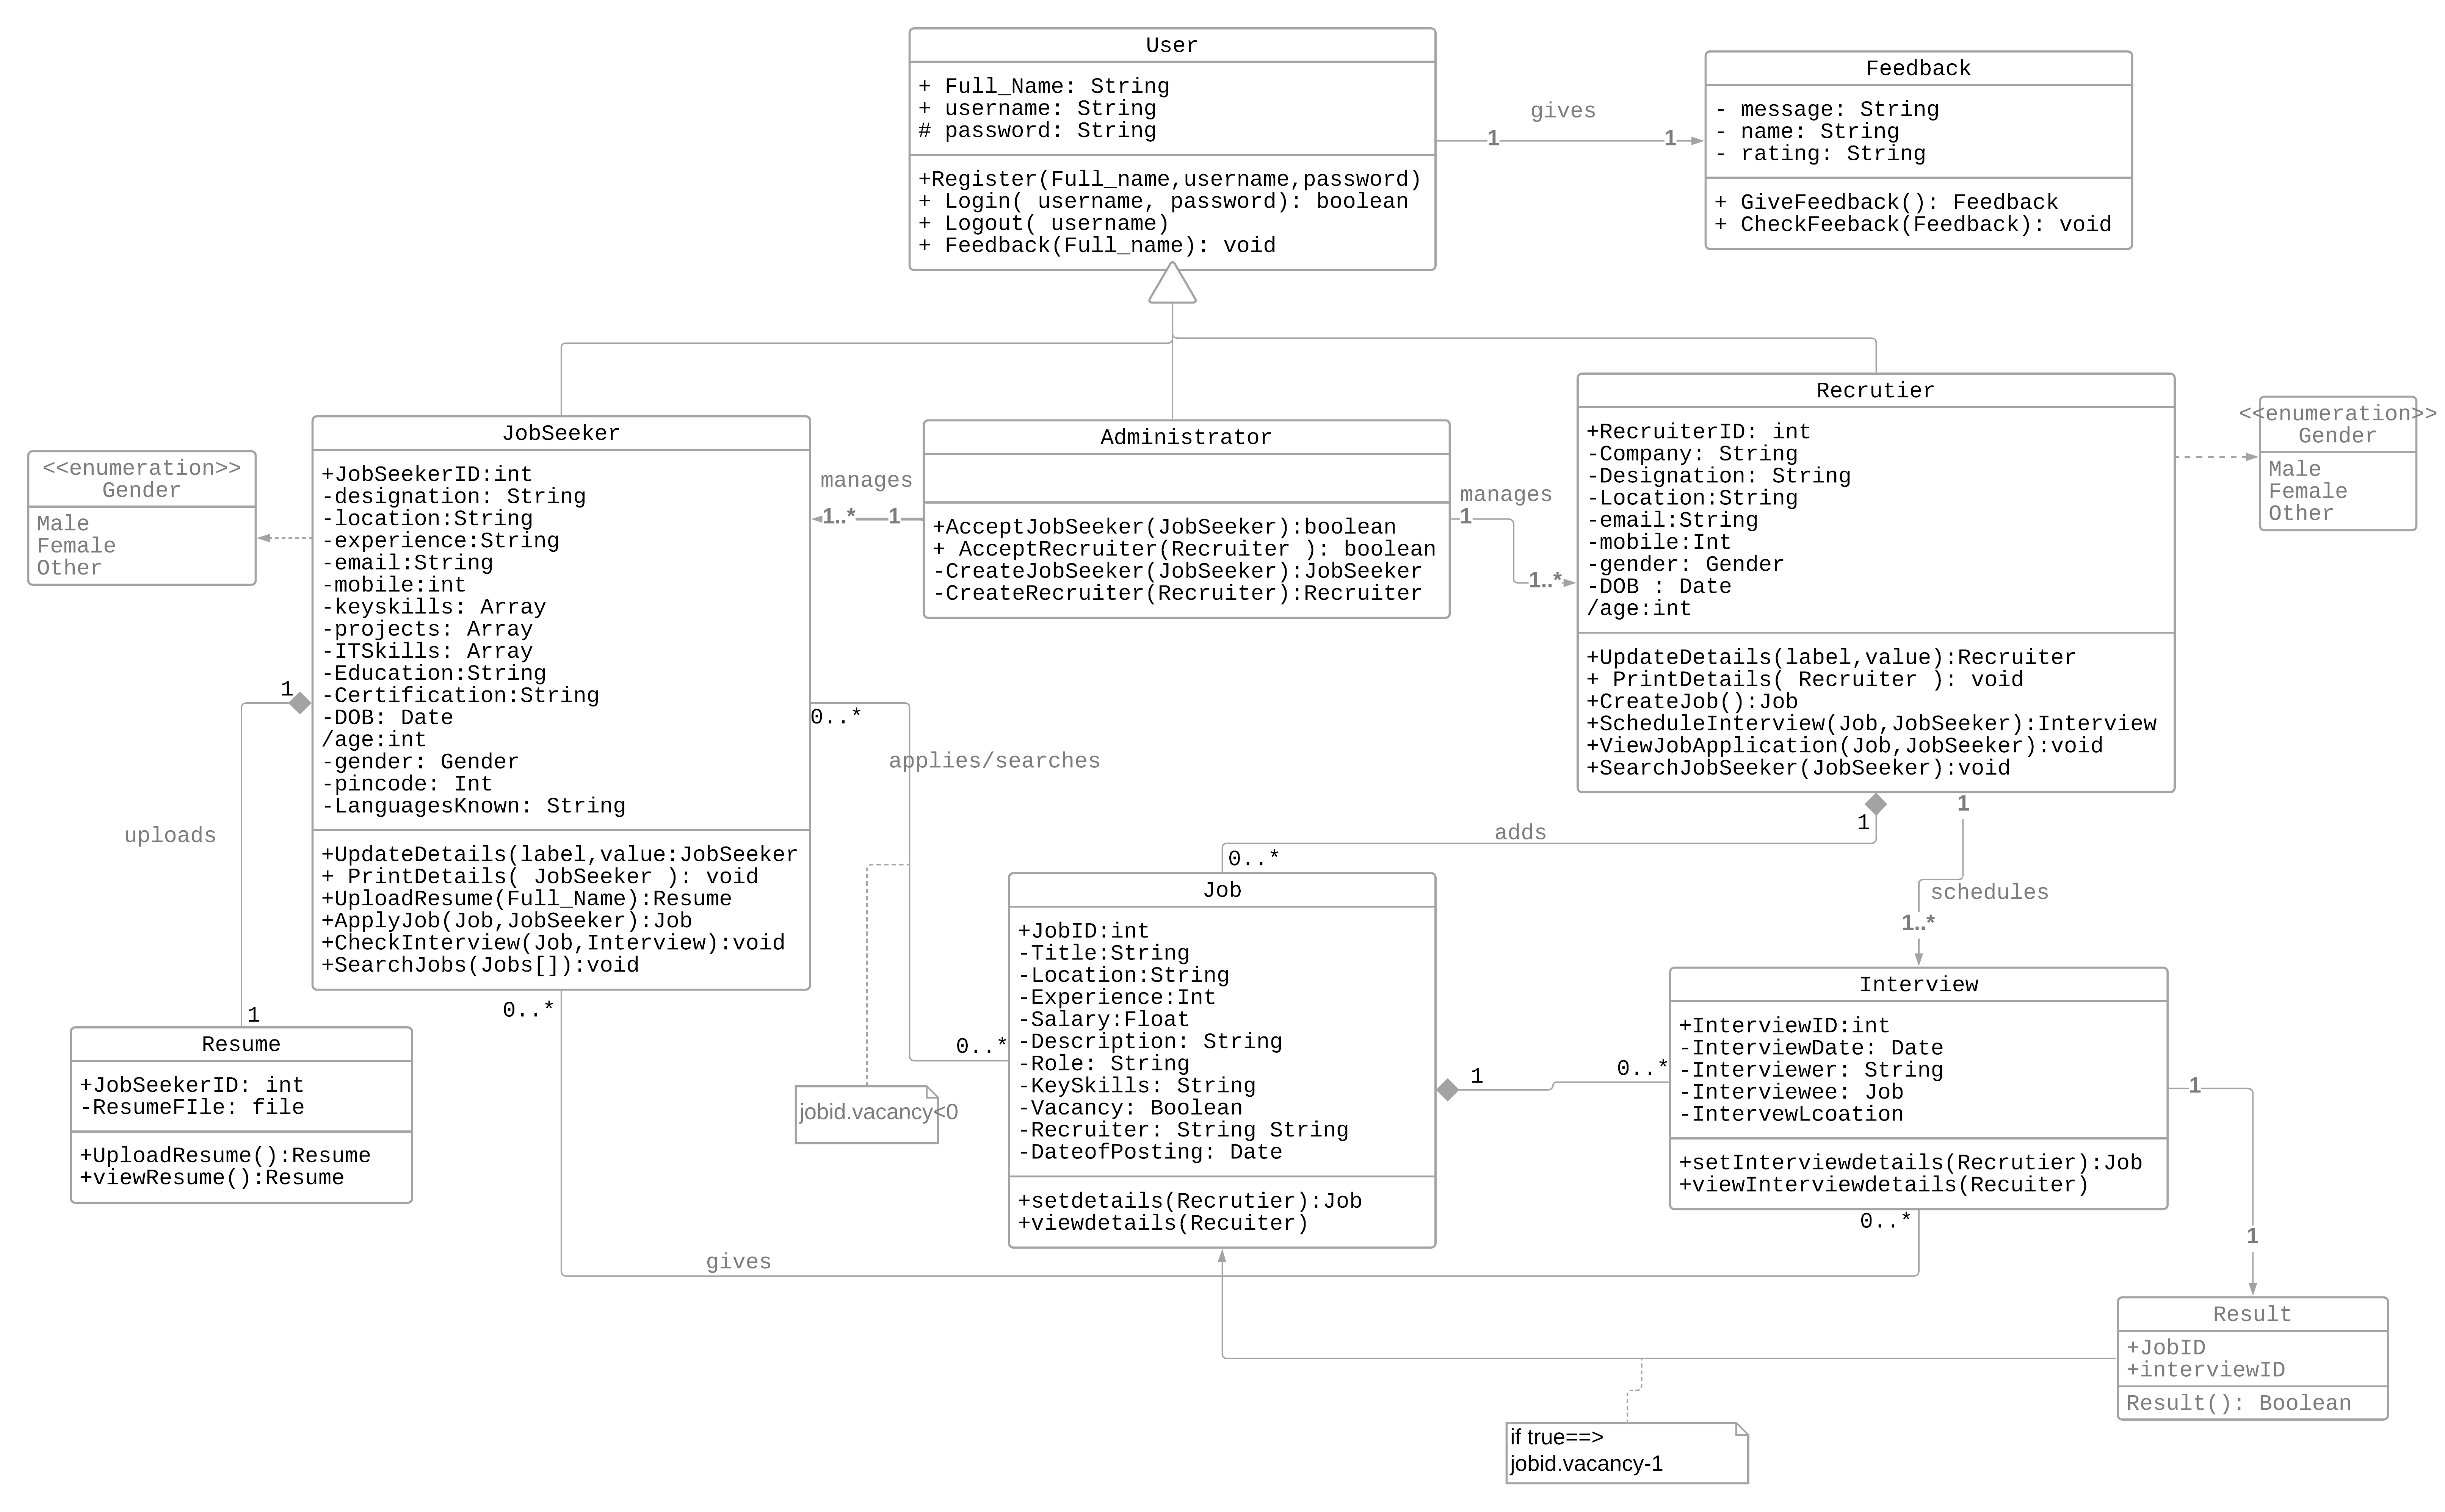 User
+ Full_Name: String
+ username: String
# password: String
+Register(Full_name,username,password)
+ Login( username, password): boolean
+ Logout( username)
+ Feedback(Full_name): void
gives
1
1
Feedback
- message: String
- name: String
- rating: String
+ GiveFeedback(): Feedback
+ CheckFeeback(Feedback): void
<<enumeration>>
Gender
Male
Female
Other
JobSeeker
+JobSeekerID:int
-designation: String
-location:String
-experience:String
-email:String
-mobile:int
-keyskills: Array
-projects: Array
-ITSkills: Array
-Education:String
-Certification:String
-DOB: Date
/age:int
-gender: Gender
-pincode: Int
-LanguagesKnown: String
+UpdateDetails(label,value:JobSeeker
+ PrintDetails( JobSeeker ): void
+UploadResume(Full_Name):Resume
+ApplyJob(Job,JobSeeker):Job
+CheckInterview(Job,Interview):void
+SearchJobs(Jobs[]):void
manages
1..*
1
Administrator
+AcceptJobSeeker(JobSeeker):boolean
+ AcceptRecruiter(Recruiter ): boolean
-CreateJobSeeker(JobSeeker):JobSeeker
-CreateRecruiter(Recruiter):Recruiter
manages
1
1..*
Recrutier
+RecruiterID: int
-Company: String
-Designation: String
-Location:String
-email:String
-mobile:Int
-gender: Gender
-DOB : Date
/age:int
+UpdateDetails(label,value):Recruiter
+ PrintDetails( Recruiter ): void
+CreateJob():Job
+ScheduleInterview(Job,JobSeeker):Interview
+ViewJobApplication(Job,JobSeeker):void
+SearchJobSeeker(JobSeeker):void
<<enumeration>>
Gender
Male
Female
Other
1
uploads
1
0..*
applies/searches
0..*
adds
1
0..*
1
schedules
1..*
Resume
+JobSeekerID: int
-ResumeFIle: file
+UploadResume():Resume
+viewResume():Resume
0..*
jobid.vacancy<0
Job
+JobID:int
-Title:String
-Location:String
-Experience:Int
-Salary:Float
-Description: String
-Role: String
-KeySkills: String
-Vacancy: Boolean
-Recruiter: String String
-DateofPosting: Date
+setdetails(Recrutier):Job
+viewdetails(Recuiter)
1
0..*
Interview
+InterviewID:int
-InterviewDate: Date
-Interviewer: String
-Interviewee: Job
-IntervewLcoation
+setInterviewdetails(Recrutier):Job
+viewInterviewdetails(Recuiter)
1
1
0..*
gives
Result
+JobID
+interviewID
Result(): Boolean
if true==>
jobid.vacancy-1